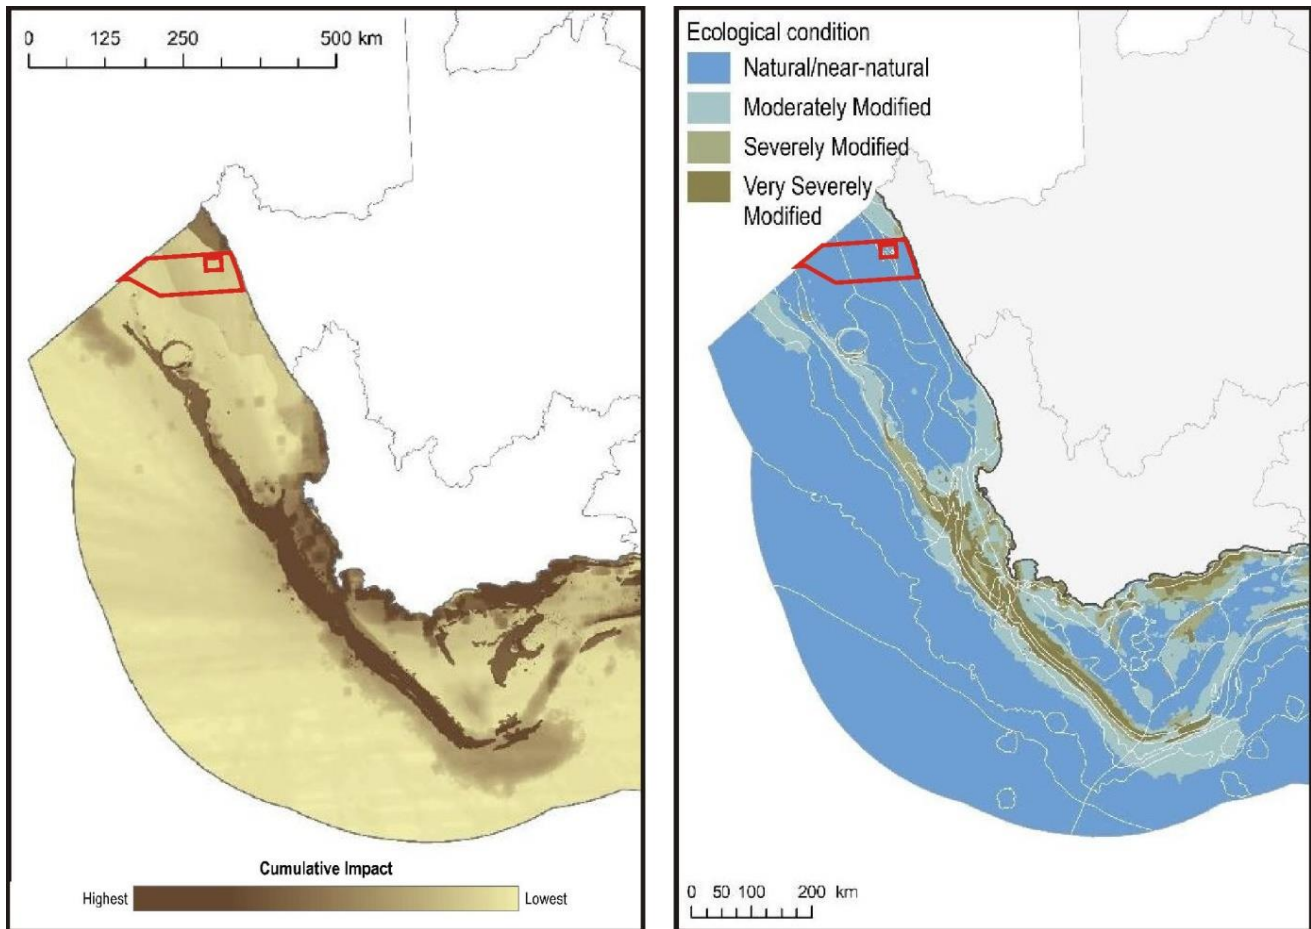 0 125 250 500 km
Cumulative Impact
Highest Lowest
Ecological condition
Natural/near-natural
Moderately Modified
Severely Modified
Very Severely
Modified
0 50 100 200 km